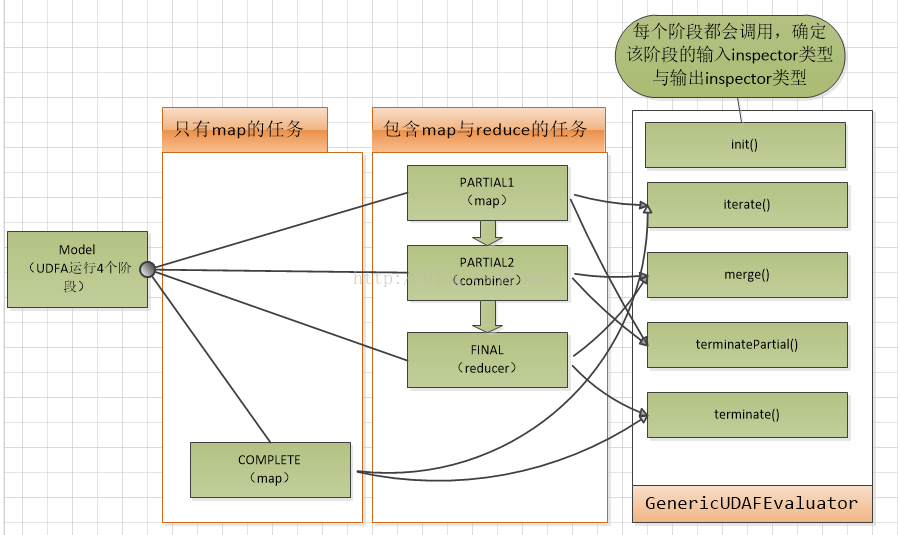 每个阶段都会调用，确定
该阶段的输入inspector类型
与输出inspector类型
只有map的任务
包含map与reduce的任务
init()
PARTIAL1
（map）
iterate()
Model
（UDFA运行4个阶
段）
PARTIAL2
（combiner）
merge()
FINAL
（reducer）
terminatePartial()
terminate()
COMPLETE
（map）
GenericUDAFEvaluator